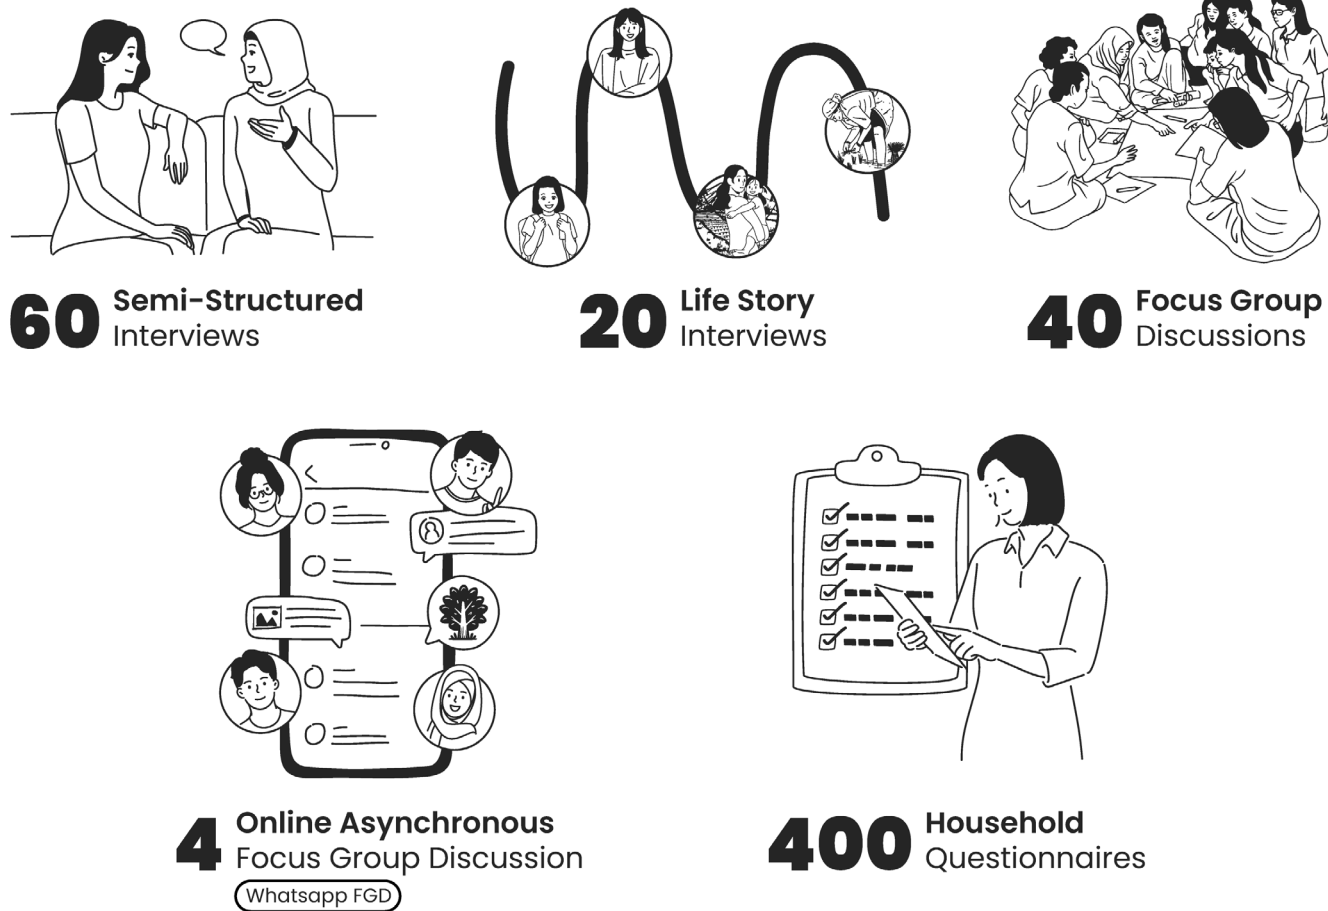 60 Semi-Structured
Interviews
20 Life Story
Interviews
40 Focus Group
Discussions
4 Online Asynchronous
Focus Group Discussion
Whatsapp FGD
400 Household
Questionnaires